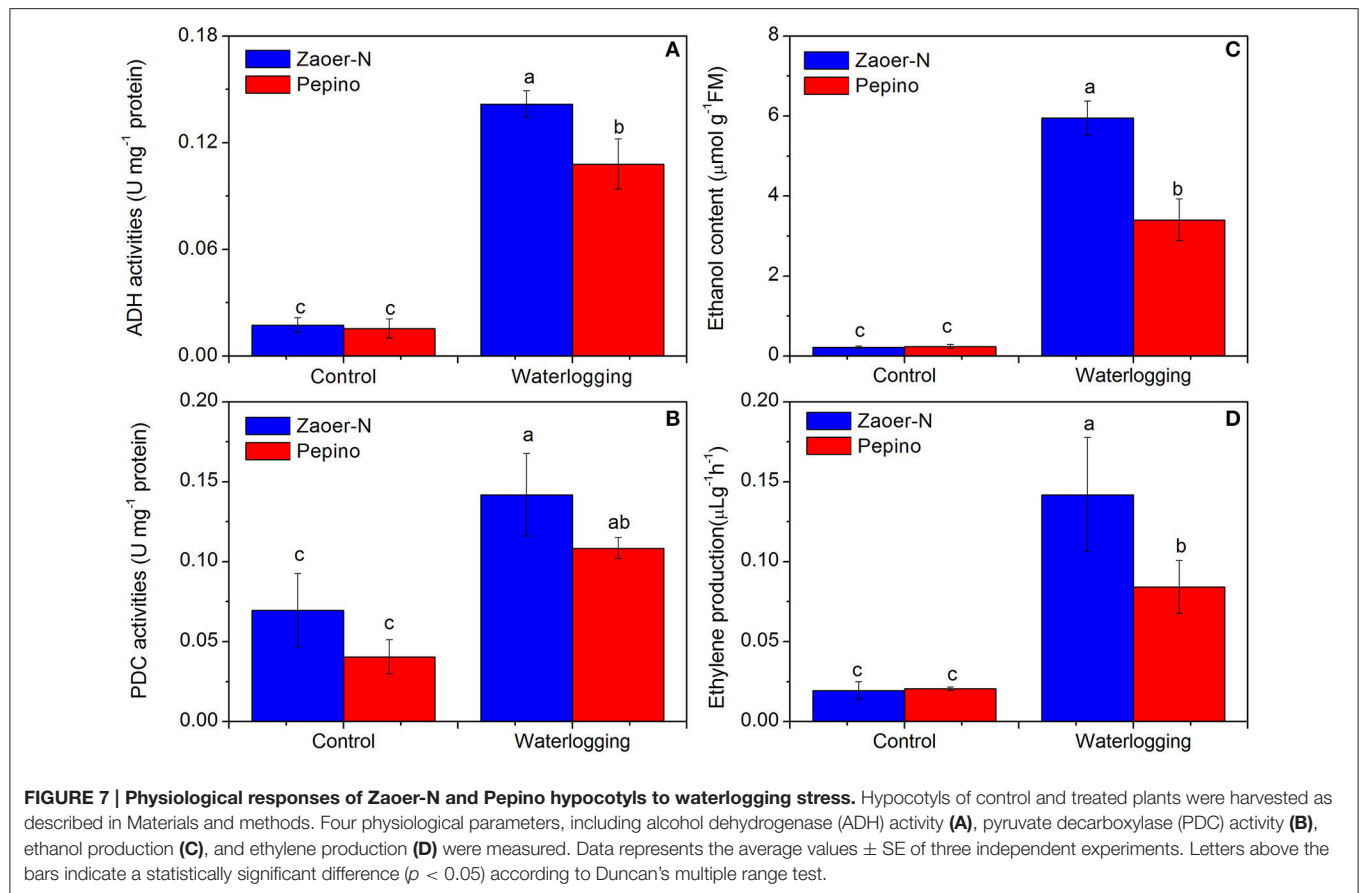 0.18
0.12
0.06
0.00
ADH activities (U mg-1 protein)
Zaoer-N
Pepino
A
c
c
a
b
Control
Waterlogging
8
6
4
2
0
Ethanol content (μmol g-1FM)
Zaoer-N
Pepino
C
c
c
a
b
Control
Waterlogging
0.20
0.15
0.10
0.05
0.00
PDC activities (U mg-1 protein)
Zaoer-N
Pepino
B
c
c
a
ab
Control
Waterlogging
0.20
0.15
0.10
0.05
0.00
Ethylene production(μLg-1h-1)
Zaoer-N
Pepino
D
c
c
a
b
Control
Waterlogging
FIGURE 7 | Physiological responses of Zaoer-N and Pepino hypocotyls to waterlogging stress. Hypocotyls of control and treated plants were harvested as
described in Materials and methods. Four physiological parameters, including alcohol dehydrogenase (ADH) activity (A), pyruvate decarboxylase (PDC) activity (B),
ethanol production (C), and ethylene production (D) were measured. Data represents the average values ± SE of three independent experiments. Letters above the
bars indicate a statistically significant difference (p < 0.05) according to Duncan's multiple range test.